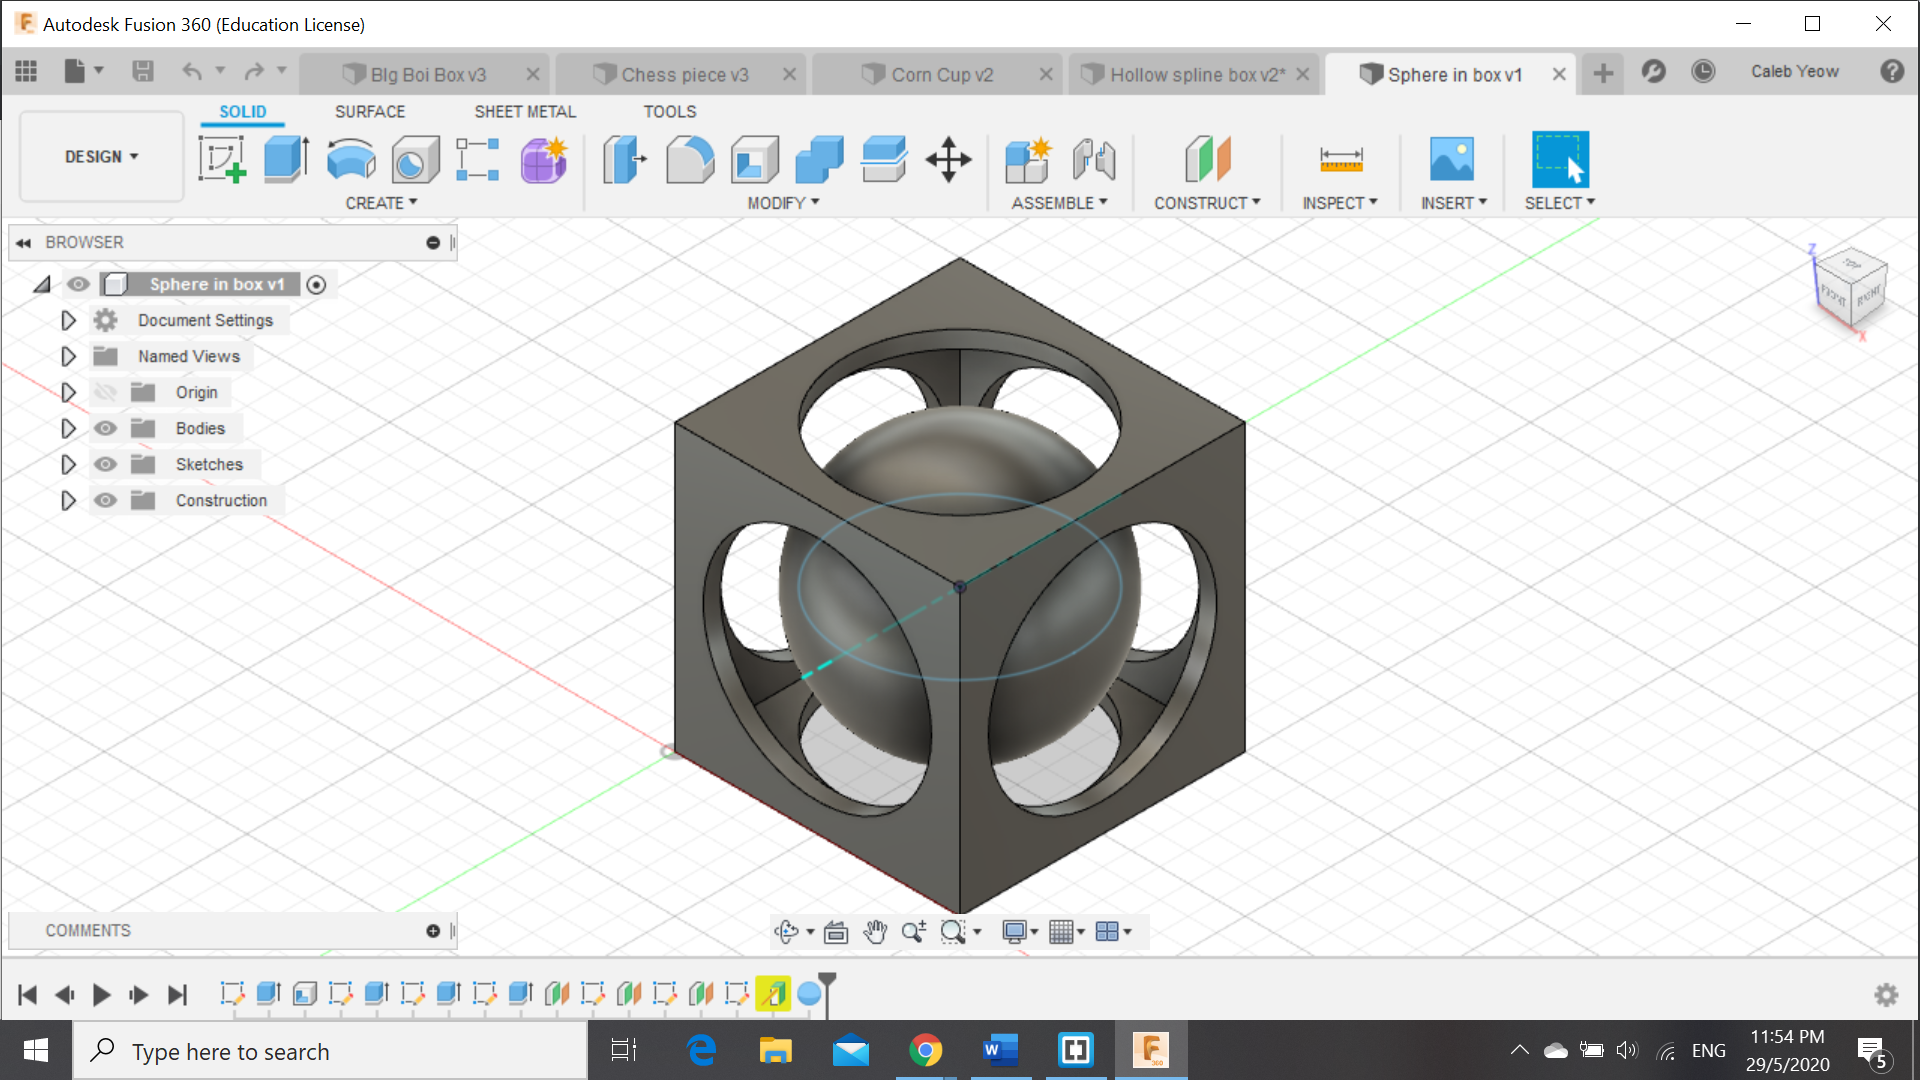 Autodesk Fusion 360 (Education License)
BIg Boi Box v3
Chess piece v3
Corn Cup v2
Hollow spline box v2*
Sphere in box v1
Caleb Yeow
SOLID
SURFACE
SHEET METAL
TOOLS
DESIGN
CREATE
MODIFY
ASSEMBLE
CONSTRUCT
INSPECT
INSERT
SELECT
BROWSER
Sphere in box v1
Document Settings
Named Views
Origin
Bodies
Sketches
Construction
Z
TOP
FRONT
RIGHT
X
COMMENTS
Type here to search
ENG
11:54 PM
29/5/2020
5